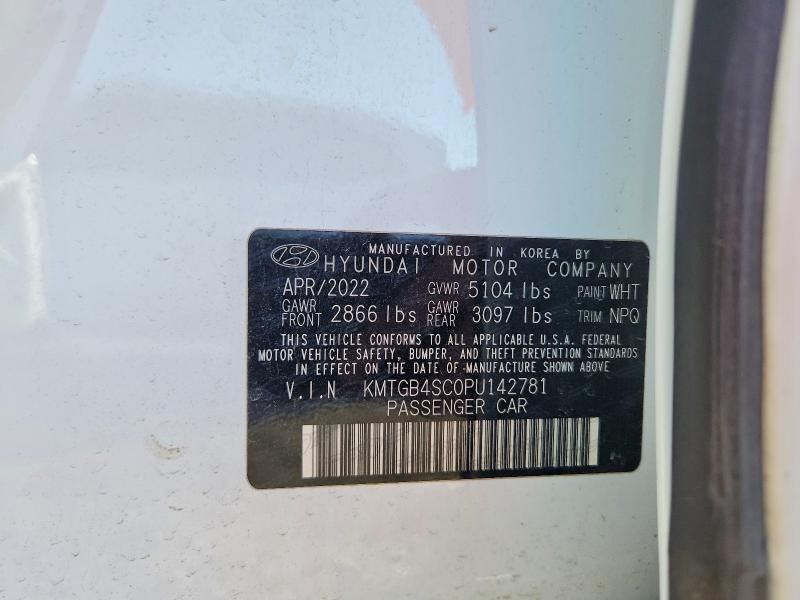 MANUFACTURED IN KOREA BY
HYUNDAI MOTOR COMPANY
APR/2022 GVWR 5104 lbs PAINT WHT
GAWR FRONT 2866 lbs GAWR REAR 3097 lbs TRIM NPQ
THIS VEHICLE CONFORMS TO ALL APPLICABLE U.S.A. FEDERAL
MOTOR VEHICLE SAFETY, BUMPER, AND THEFT PREVENTION STANDARDS
IN EFFECT ON THE DATE OF MANUFACTURE SHOWN ABOVE
V.I.N KMTGB4SC0PU142781
PASSENGER CAR